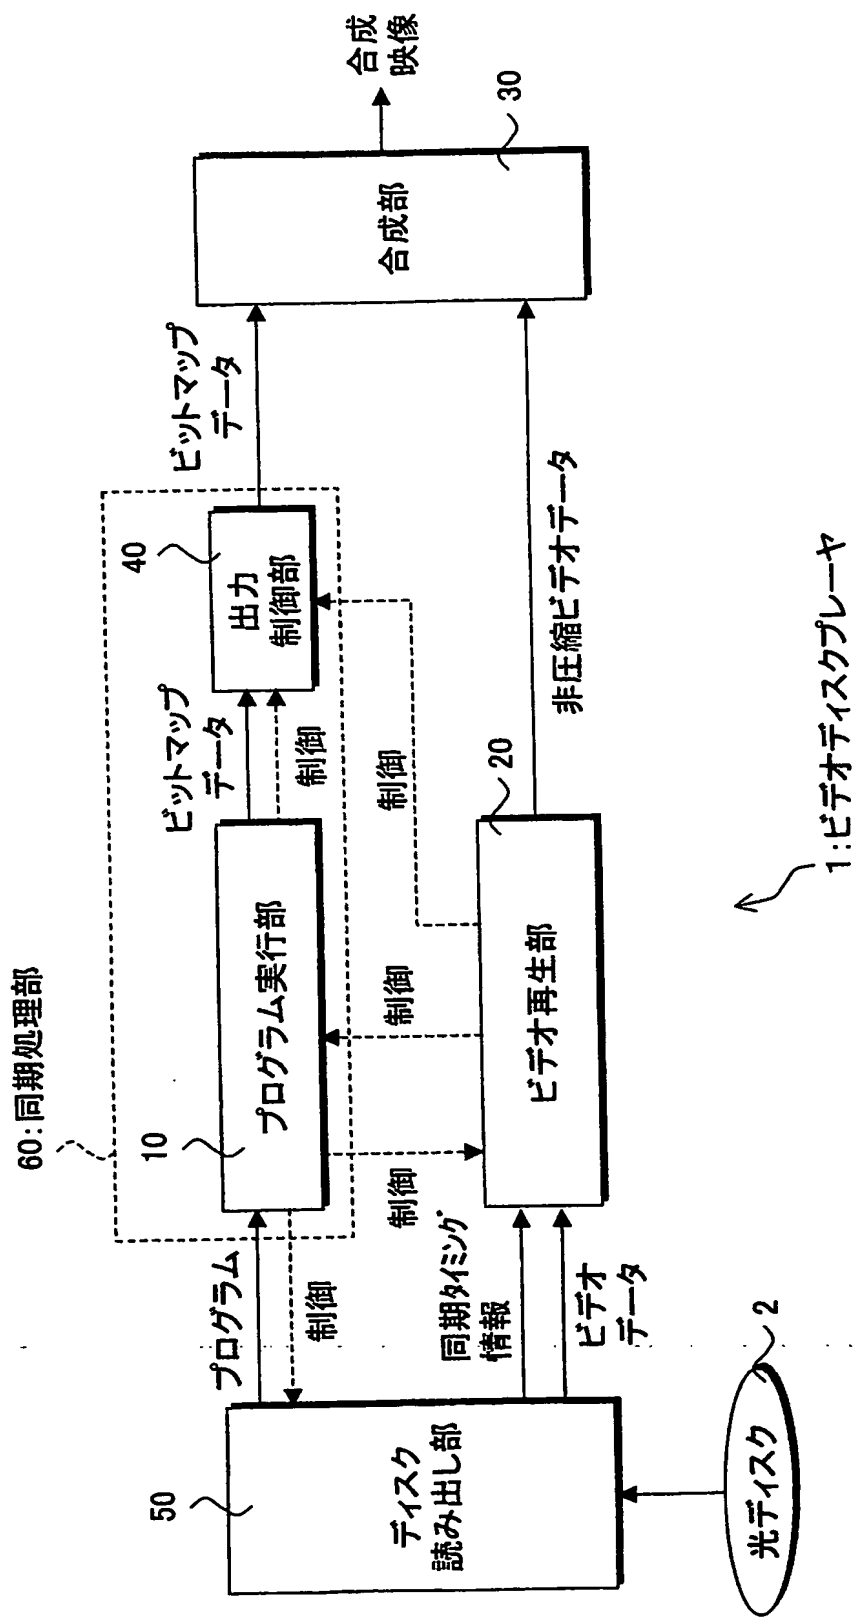 60:同期処理部
50
ディスク
読み出し部
プログラム
制御
10
プログラム実行部
ビットマップ
データ
制御
40
出力
制御部
ビットマップ
データ
合成部
30
合成
映像
制御
制御
制御
同期タイミング
情報
ビデオ
データ
ビデオ再生部
20
非圧縮ビデオデータ
光ディスク
2
1:ビデオディスクプレーヤ